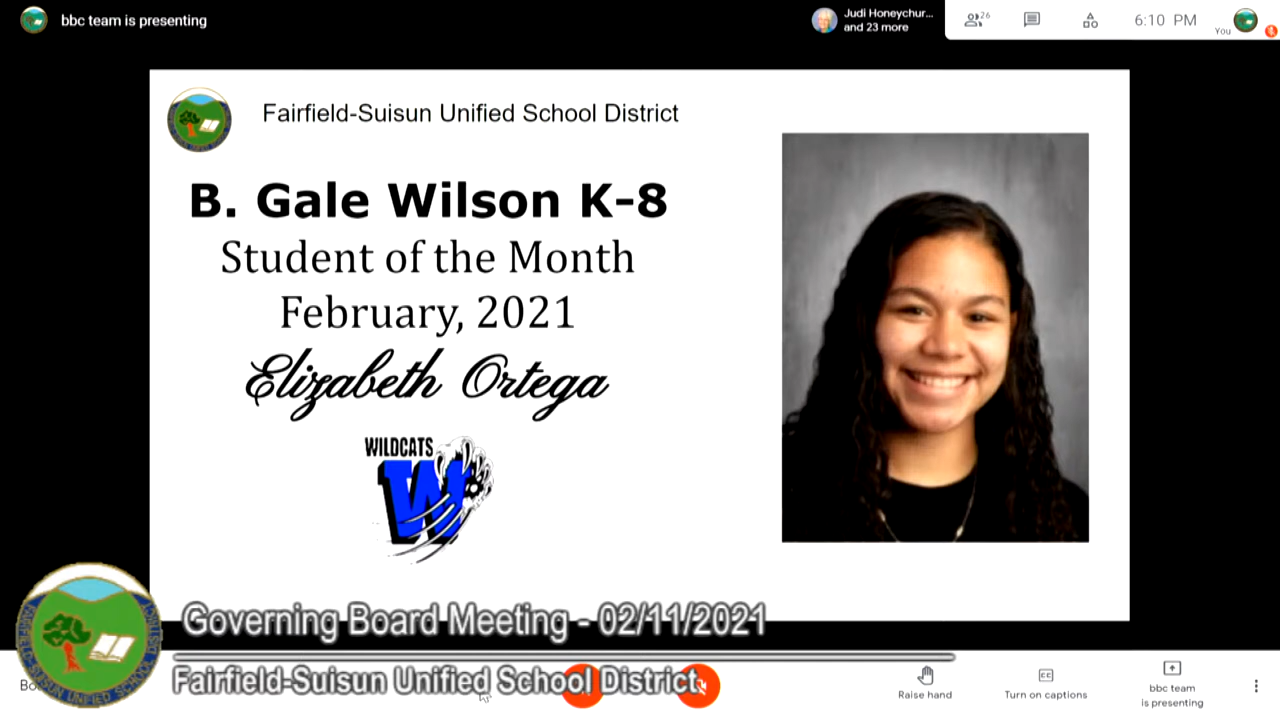 bbc team is presenting
Judi Honeychur...
and 23 more
26
6:10 PM
You
Fairfield-Suisun Unified School District
B. Gale Wilson K-8
Student of the Month
February, 2021
Elizabeth Ortega
WILDCATS
W
Governing Board Meeting - 02/11/2021
Fairfield-Suisun Unified School District
Raise hand
CC
Turn on captions
bbc team
is presenting